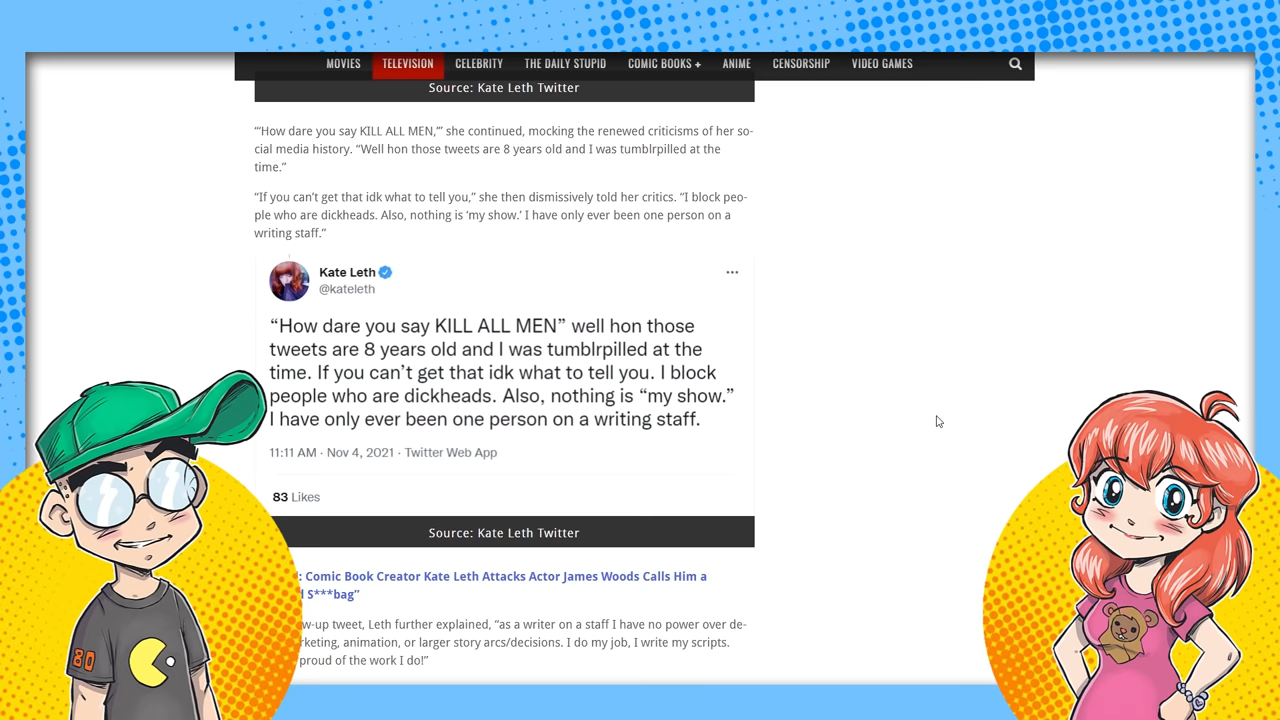 MOVIES TELEVISION CELEBRITY THE DAILY STUPID COMIC BOOKS + ANIME CENSORSHIP VIDEO GAMES
Source: Kate Leth Twitter
“‘How dare you say KILL ALL MEN,’” she continued, mocking the renewed criticisms of her so-
cial media history. “Well hon those tweets are 8 years old and I was tumblrpilled at the
time.”
“If you can’t get that idk what to tell you,” she then dismissively told her critics. “I block peo-
ple who are dickheads. Also, nothing is ‘my show.’ I have only ever been one person on a
writing staff.”
Kate Leth
@kateleth
“How dare you say KILL ALL MEN” well hon those
tweets are 8 years old and I was tumblrpilled at the
time. If you can’t get that idk what to tell you. I block
people who are dickheads. Also, nothing is “my show.”
I have only ever been one person on a writing staff.
11:11 AM · Nov 4, 2021 · Twitter Web App
83 Likes
Source: Kate Leth Twitter
: Comic Book Creator Kate Leth Attacks Actor James Woods Calls Him a
S***bag”
w-up tweet, Leth further explained, “as a writer on a staff I have no power over de-
rketing, animation, or larger story arcs/decisions. I do my job, I write my scripts.
proud of the work I do!”
80